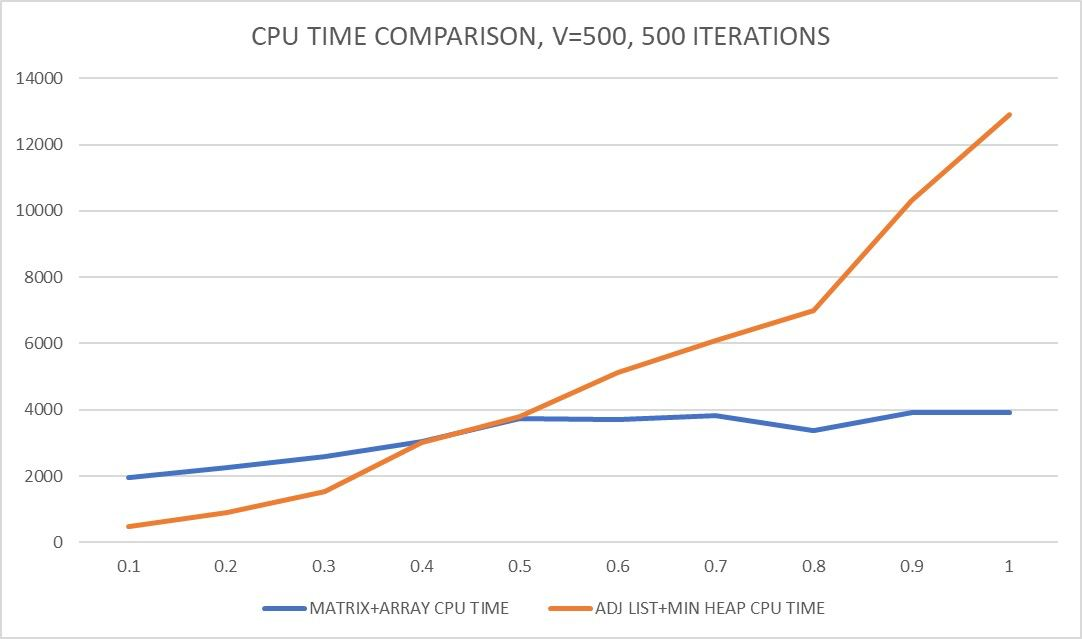 CPU TIME COMPARISON, V=500, 500 ITERATIONS
14000
12000
10000
8000
6000
4000
2000
0
0.1 0.2 0.3 0.4 0.5 0.6 0.7 0.8 0.9 1
MATRIX+ARRAY CPU TIME ADJ LIST+MIN HEAP CPU TIME